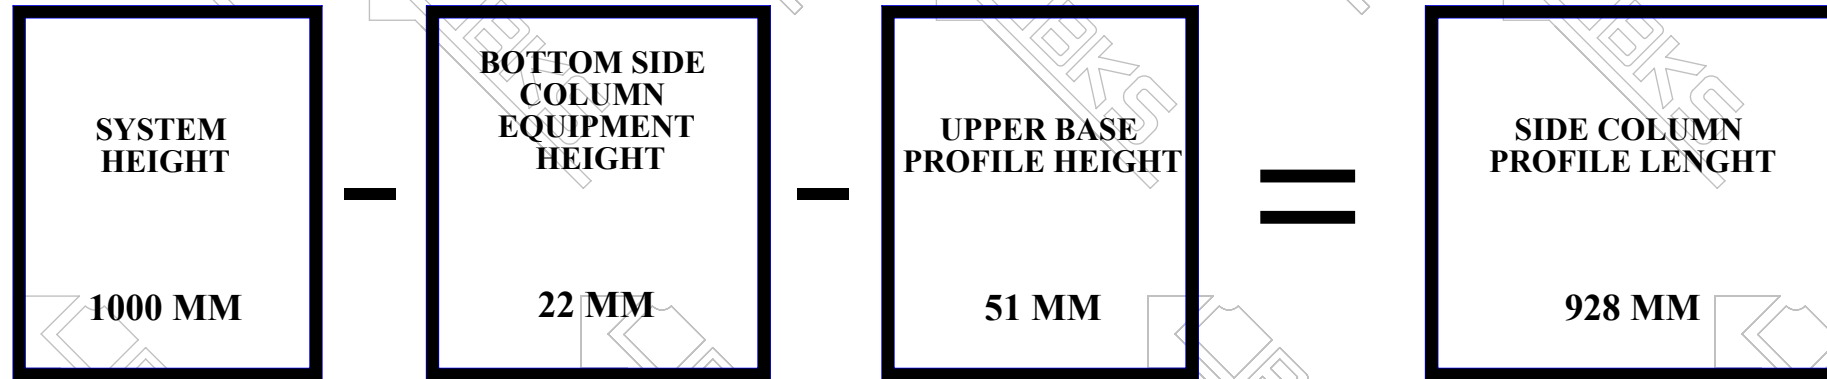 SYSTEM
HEIGHT
1000 MM
-
BOTTOM SIDE
COLUMN
EQUIPMENT
HEIGHT
22 MM
-
UPPER BASE
PROFILE HEIGHT
51 MM
=
SIDE COLUMN
PROFILE LENGHT
928 MM